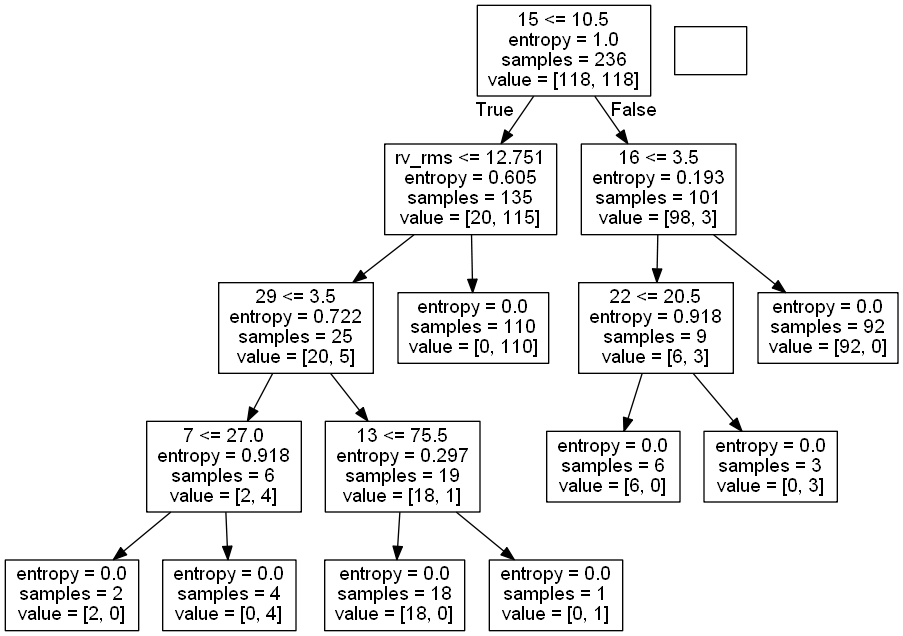 15 <= 10.5
entropy = 1.0
samples = 236
value = [118, 118]
True
False
rv_rms <= 12.751
entropy = 0.605
samples = 135
value = [20, 115]
16 <= 3.5
entropy = 0.193
samples = 101
value = [98, 3]
29 <= 3.5
entropy = 0.722
samples = 25
value = [20, 5]
entropy = 0.0
samples = 110
value = [0, 110]
22 <= 20.5
entropy = 0.918
samples = 9
value = [6, 3]
entropy = 0.0
samples = 92
value = [92, 0]
7 <= 27.0
entropy = 0.918
samples = 6
value = [2, 4]
13 <= 75.5
entropy = 0.297
samples = 19
value = [18, 1]
entropy = 0.0
samples = 6
value = [6, 0]
entropy = 0.0
samples = 3
value = [0, 3]
entropy = 0.0
samples = 2
value = [2, 0]
entropy = 0.0
samples = 4
value = [0, 4]
entropy = 0.0
samples = 18
value = [18, 0]
entropy = 0.0
samples = 1
value = [0, 1]